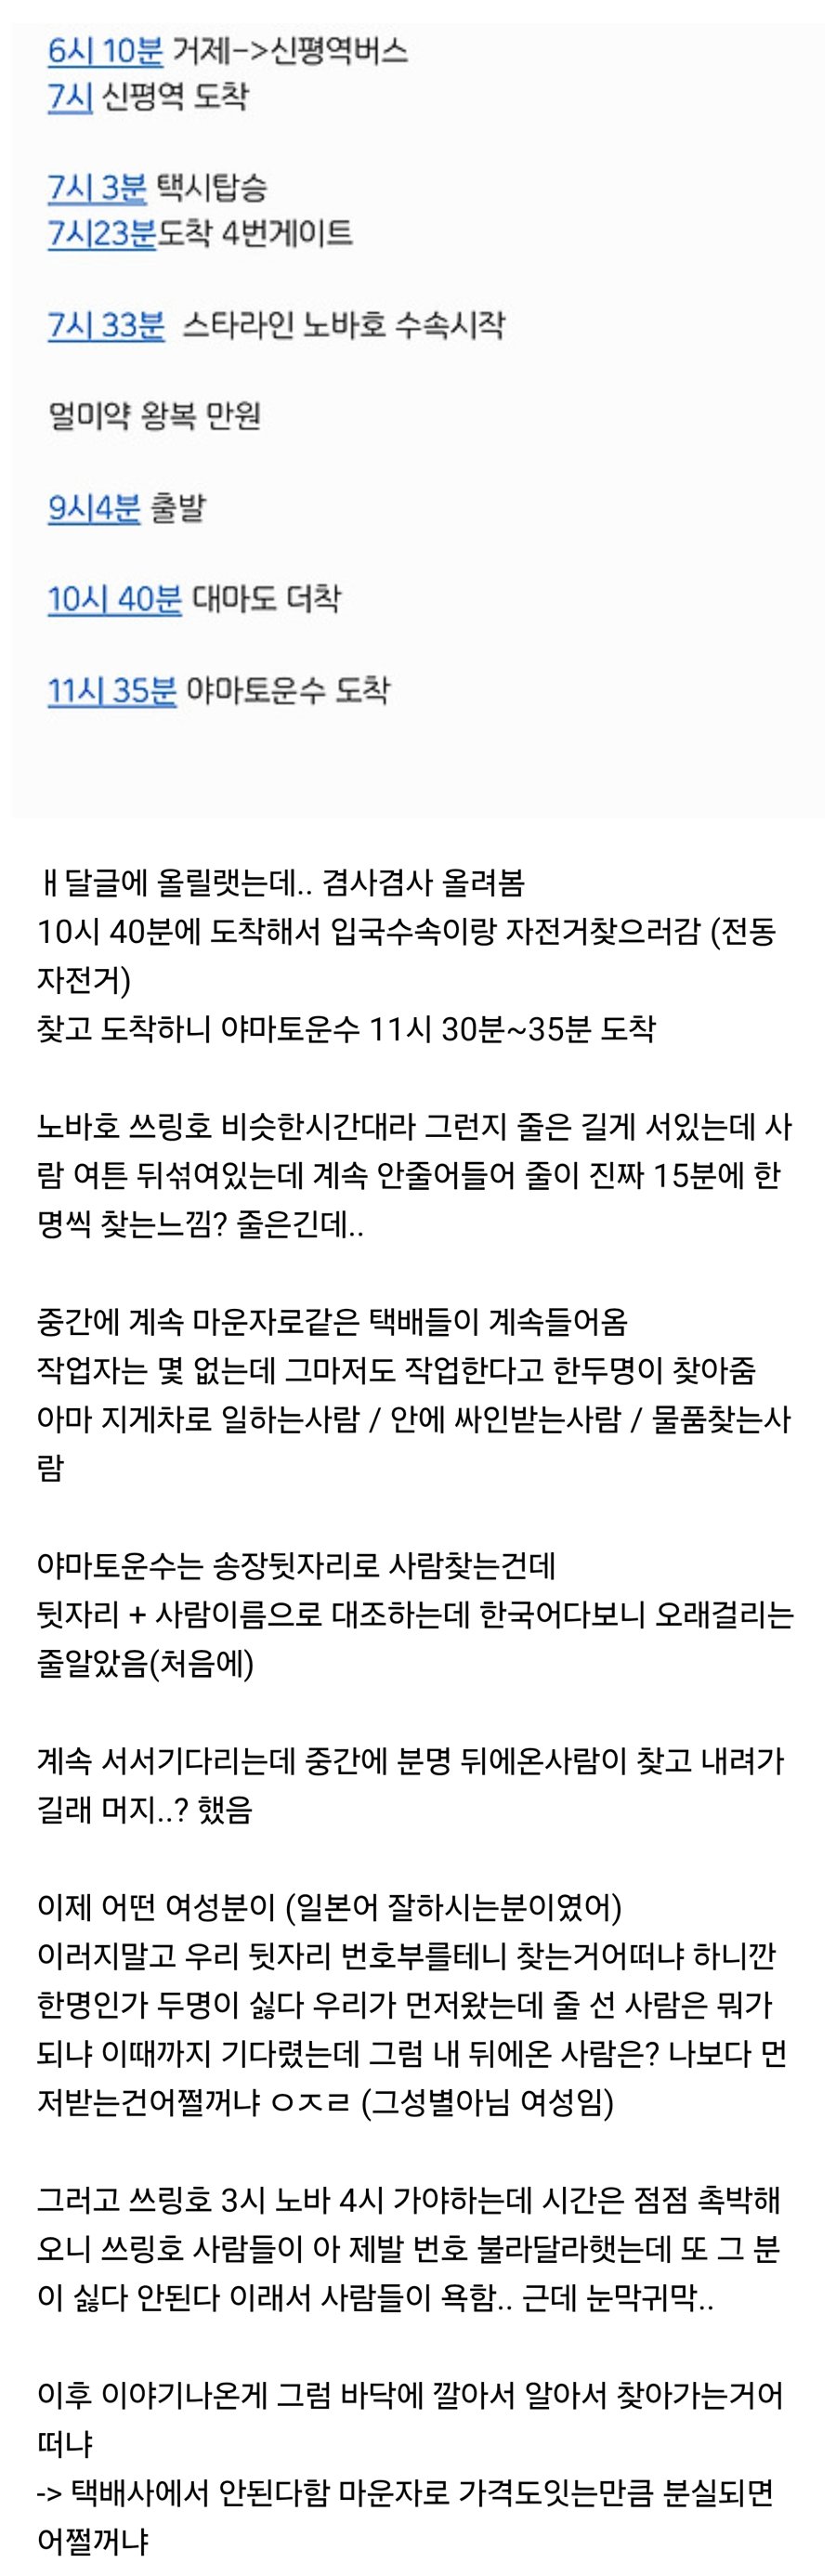 6시 10분 거제->신평역버스
7시 신평역 도착
7시 3분 택시탑승
7시23분도착 4번게이트
7시 33분 스타라인 노바호 수속시작
멀미약 왕복 만원
9시4분 출발
10시 40분 대마도 더착
11시 35분 야마토운수 도착
ㅐ달글에 올릴랫는데.. 겸사겸사 올려봄
10시 40분에 도착해서 입국수속이랑 자전거찾으러감 (전동
자전거)
찾고 도착하니 야마토운수 11시 30분~35분 도착
노바호 쓰링호 비슷한시간대라 그런지 줄은 길게 서있는데 사
람 여튼 뒤섞여있는데 계속 안줄어들어 줄이 진짜 15분에 한
명씩 찾는느낌? 줄은긴데..
중간에 계속 마운자로같은 택배들이 계속들어옴
작업자는 몇 없는데 그마저도 작업한다고 한두명이 찾아줌
아마 지게차로 일하는사람 / 안에 싸인받는사람 / 물품찾는사
람
야마토운수는 송장뒷자리로 사람찾는건데
뒷자리 + 사람이름으로 대조하는데 한국어다보니 오래걸리는
줄알았음(처음에)
계속 서서기다리는데 중간에 분명 뒤에온사람이 찾고 내려가
길래 머지..? 했음
이제 어떤 여성분이 (일본어 잘하시는분이였어)
이러지말고 우리 뒷자리 번호부를테니 찾는거어떠냐 하니깐
한명인가 두명이 싫다 우리가 먼저왔는데 줄 선 사람은 뭐가
되냐 이때까지 기다렸는데 그럼 내 뒤에온 사람은? 나보다 먼
저받는건어쩔꺼냐 ㅇㅈㄹ (그성별아님 여성임)
그러고 쓰링호 3시 노바 4시 가야하는데 시간은 점점 촉박해
오니 쓰링호 사람들이 아 제발 번호 불라달라햇는데 또 그 분
이 싫다 안된다 이래서 사람들이 욕함.. 근데 눈막귀막..
이후 이야기나온게 그럼 바닥에 깔아서 알아서 찾아가는거어
떠냐
-> 택배사에서 안된다함 마운자로 가격도잇는만큼 분실되면
어쩔꺼냐